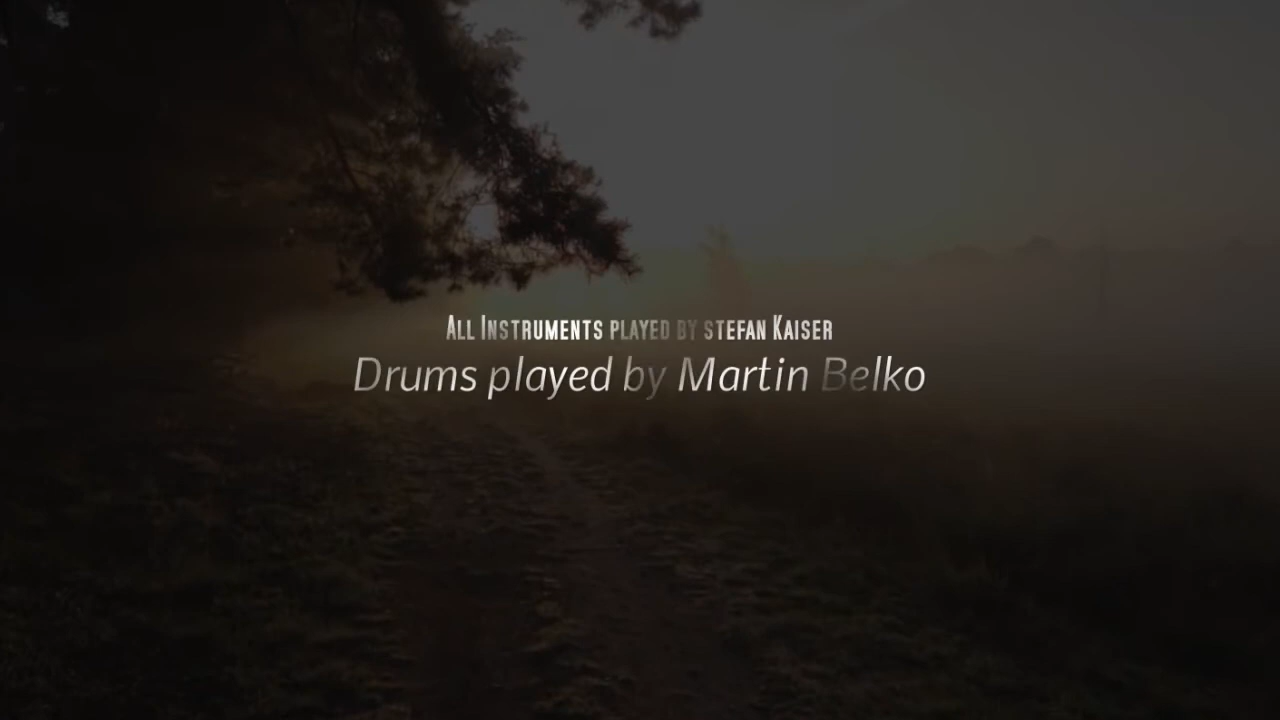 All Instruments played by stefan Kaiser
Drums played by Martin Belko